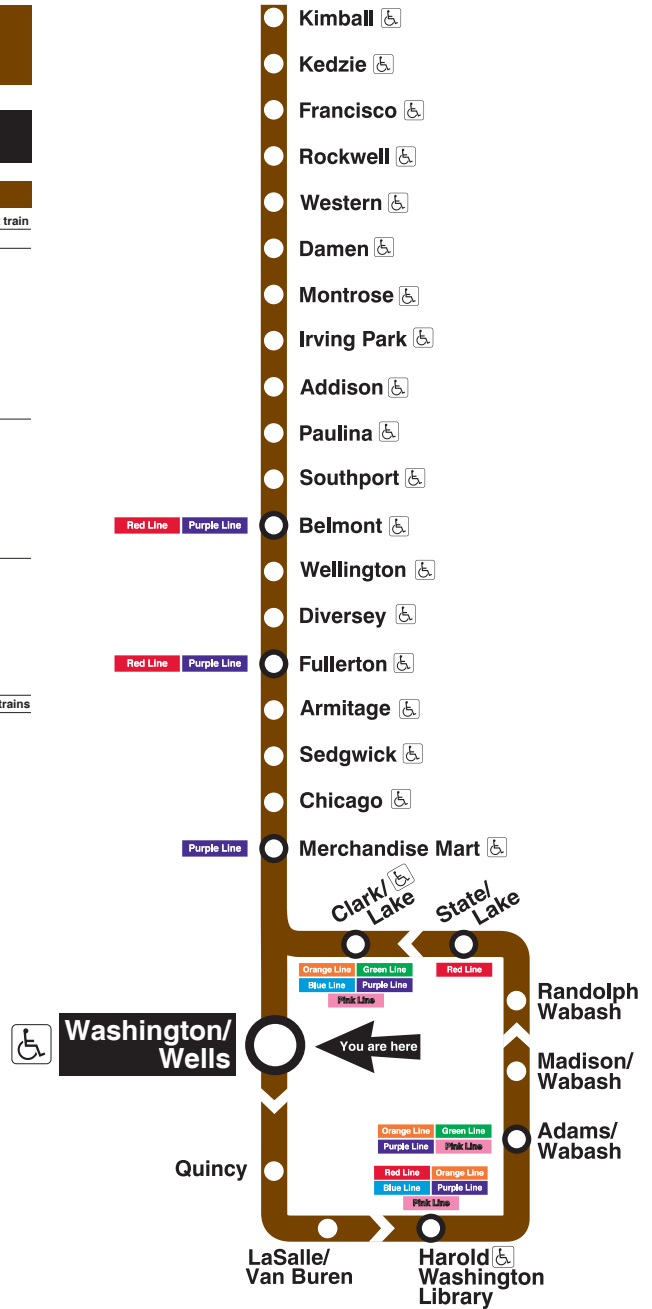 Kimball
Kedzie
Francisco
Rockwell
Western
train
Damen
Montrose
Irving Park
Addison
Paulina
Southport
Red Line Purple Line Belmont
Wellington
Diversey
Red Line Purple Line Fullerton
trains
Armitage
Sedgwick
Chicago
Purple Line Merchandise Mart
Clark/
Lake
State/
Lake
Orange Line Green Line
Blue Line Purple Line
Pink Line
Red Line
Randolph
Wabash
Washington/
Wells
You are here
Madison/
Wabash
Orange Line Green Line
Purple Line Pink Line
Adams/
Wabash
Quincy
Red Line Orange Line
Blue Line Purple Line
Pink Line
LaSalle/
Van Buren
Harold
Washington
Library